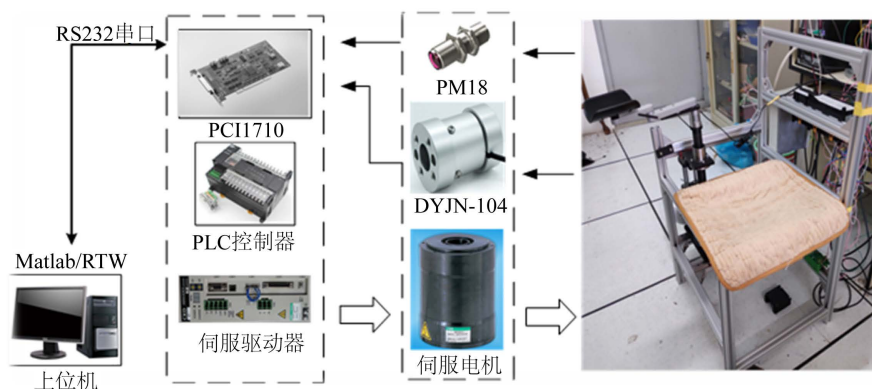 RS232串口
PCI1710
PLC控制器
Matlab/RTW
上位机
伺服驱动器
PM18
DYJN-104
伺服电机